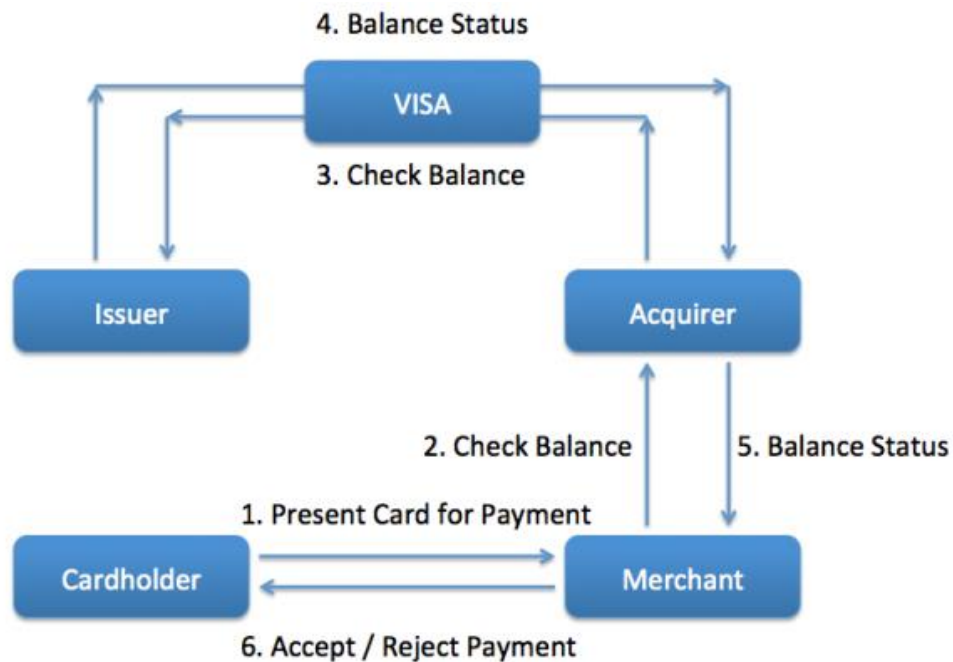 4. Balance Status
VISA
3. Check Balance
Issuer
Acquirer
2. Check Balance
5. Balance Status
1. Present Card for Payment
Cardholder
Merchant
6. Accept / Reject Payment